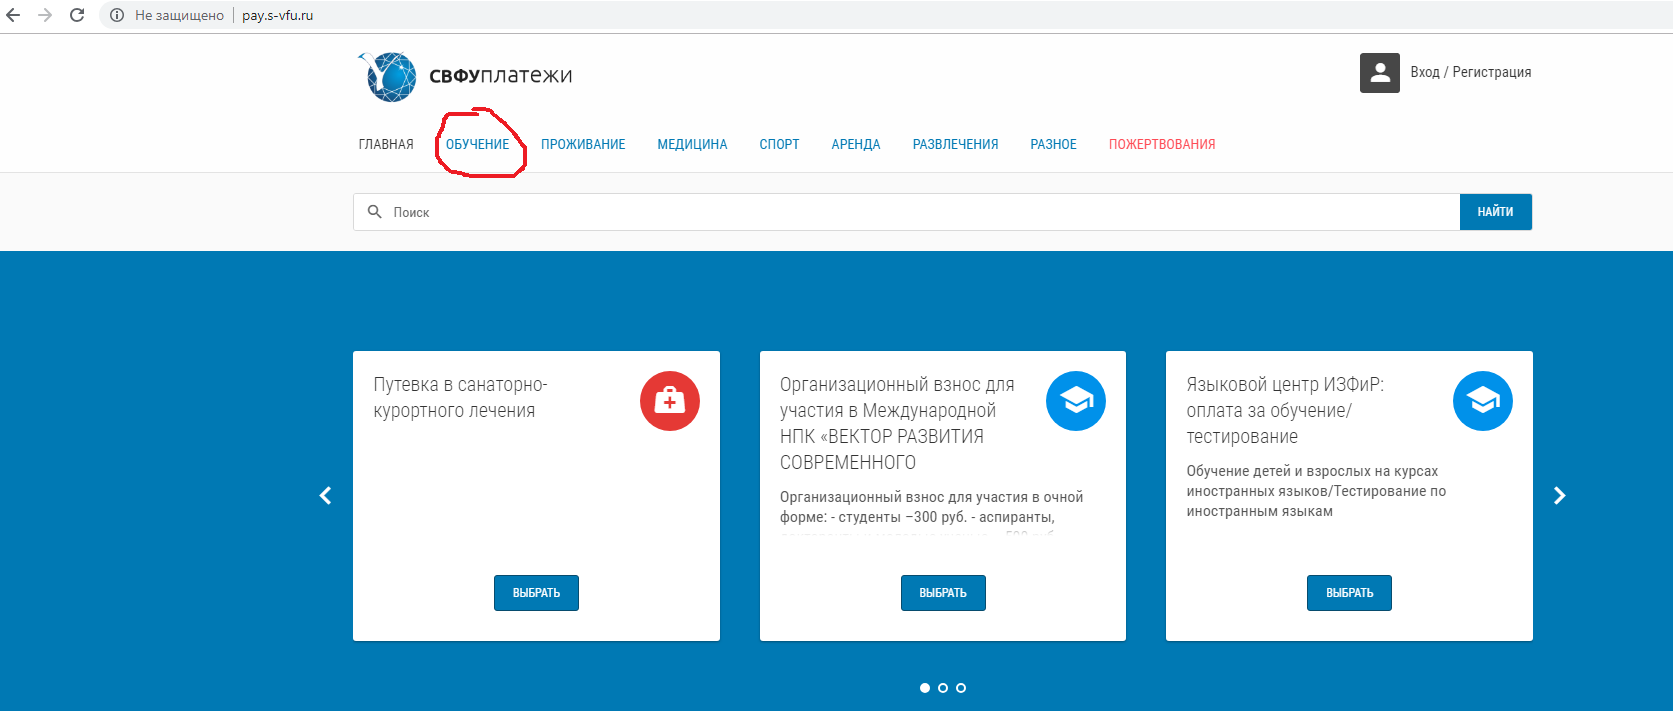 Не защищено
pay.s-vfu.ru
СВФУплатежи
Вход / Регистрация
ГЛАВНАЯ ОБУЧЕНИЕ ПРОЖИВАНИЕ МЕДИЦИНА СПОРТ АРЕНДА РАЗВЛЕЧЕНИЯ РАЗНОЕ ПОЖЕРТВОВАНИЯ
Поиск
НАЙТИ
Путевка в санаторно-
курортного лечения
ВЫБРАТЬ
Организационный взнос для
участия в Международной
НПК «ВЕКТОР РАЗВИТИЯ
СОВРЕМЕННОГО
Организационный взнос для участия в очной
форме: - студенты –300 руб. - аспиранты,
ВЫБРАТЬ
Языковой центр ИЗФиР:
оплата за обучение/
тестирование
Обучение детей и взрослых на курсах
иностранных языков/Тестирование по
иностранным языкам
ВЫБРАТЬ